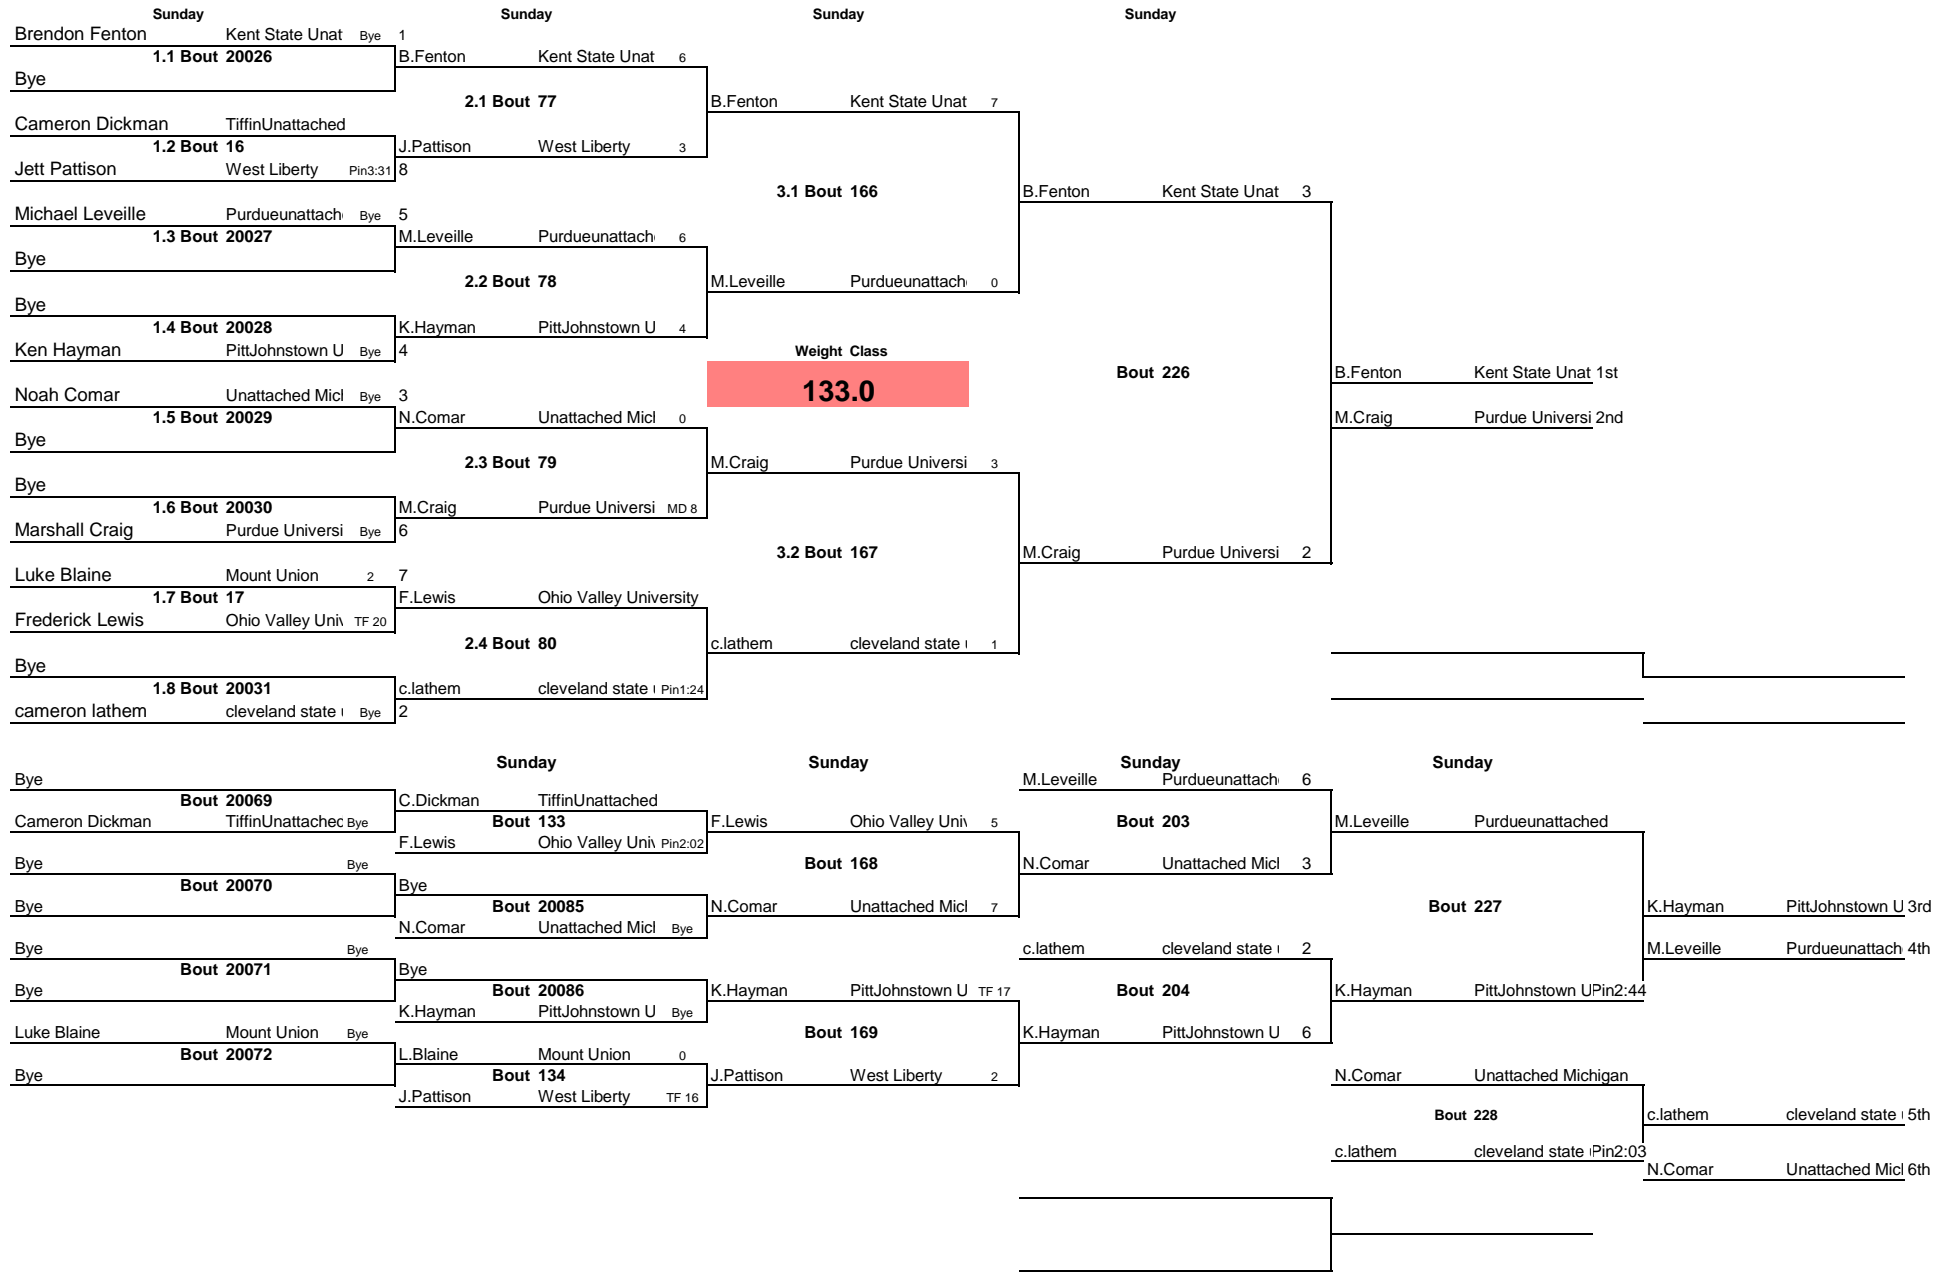 Sunday Sunday Sunday Sunday
Brendon Fenton Kent State Unat Bye 1
1.1 Bout 20026 B.Fenton Kent State Unat 6
Bye
2.1 Bout 77 B.Fenton Kent State Unat 7
Cameron Dickman TiffinUnattached
1.2 Bout 16 J.Pattison West Liberty 3
Jett Pattison West Liberty Pin3:31 8
3.1 Bout 166 B.Fenton Kent State Unat 3
Michael Leveille Purdueunattach Bye 5
1.3 Bout 20027 M.Leveille Purdueunattach 6
Bye
2.2 Bout 78 M.Leveille Purdueunattach 0
Bye
1.4 Bout 20028 K.Hayman PittJohnstown U 4
Ken Hayman PittJohnstown U Bye 4 Weight Class
Bout 226 B.Fenton Kent State Unat 1st
Noah Comar Unattached Micl Bye 3 133.0
1.5 Bout 20029 N.Comar Unattached Micl 0 M.Craig Purdue Universi 2nd
Bye
2.3 Bout 79 M.Craig Purdue Universi 3
Bye
1.6 Bout 20030 M.Craig Purdue Universi MD 8
Marshall Craig Purdue Universi Bye 6
3.2 Bout 167 M.Craig Purdue Universi 2
Luke Blaine Mount Union 2 7
1.7 Bout 17 F.Lewis Ohio Valley University
Frederick Lewis Ohio Valley Univ TF 20
2.4 Bout 80 c.lathem cleveland state 1
Bye
1.8 Bout 20031 c.lathem cleveland state Pin1:24
cameron lathem cleveland state Bye 2
Sunday Sunday Sunday Sunday
Bye M.Leveille Purdueunattach 6
Bout 20069 C.Dickman TiffinUnattached
Cameron Dickman TiffinUnattachec Bye Bout 133 F.Lewis Ohio Valley Univ 5 Bout 203 M.Leveille Purdueunattached
F.Lewis Ohio Valley Univ Pin2:02
Bye Bye Bout 168 N.Comar Unattached Micl 3
Bout 20070 Bye
Bye Bout 20085 N.Comar Unattached Micl 7 Bout 227 K.Hayman PittJohnstown U 3rd
N.Comar Unattached Micl Bye
Bye Bye c.lathem cleveland state 2 M.Leveille Purdueunattach 4th
Bout 20071 Bye
Bye Bout 20086 K.Hayman PittJohnstown U TF 17 Bout 204 K.Hayman PittJohnstown U Pin2:44
K.Hayman PittJohnstown U Bye
Luke Blaine Mount Union Bye Bout 169 K.Hayman PittJohnstown U 6
Bout 20072 L.Blaine Mount Union 0
Bye Bout 134 J.Pattison West Liberty 2 N.Comar Unattached Michigan
J.Pattison West Liberty TF 16
Bout 228 c.lathem cleveland state 5th
c.lathem cleveland state Pin2:03
N.Comar Unattached Micl 6th